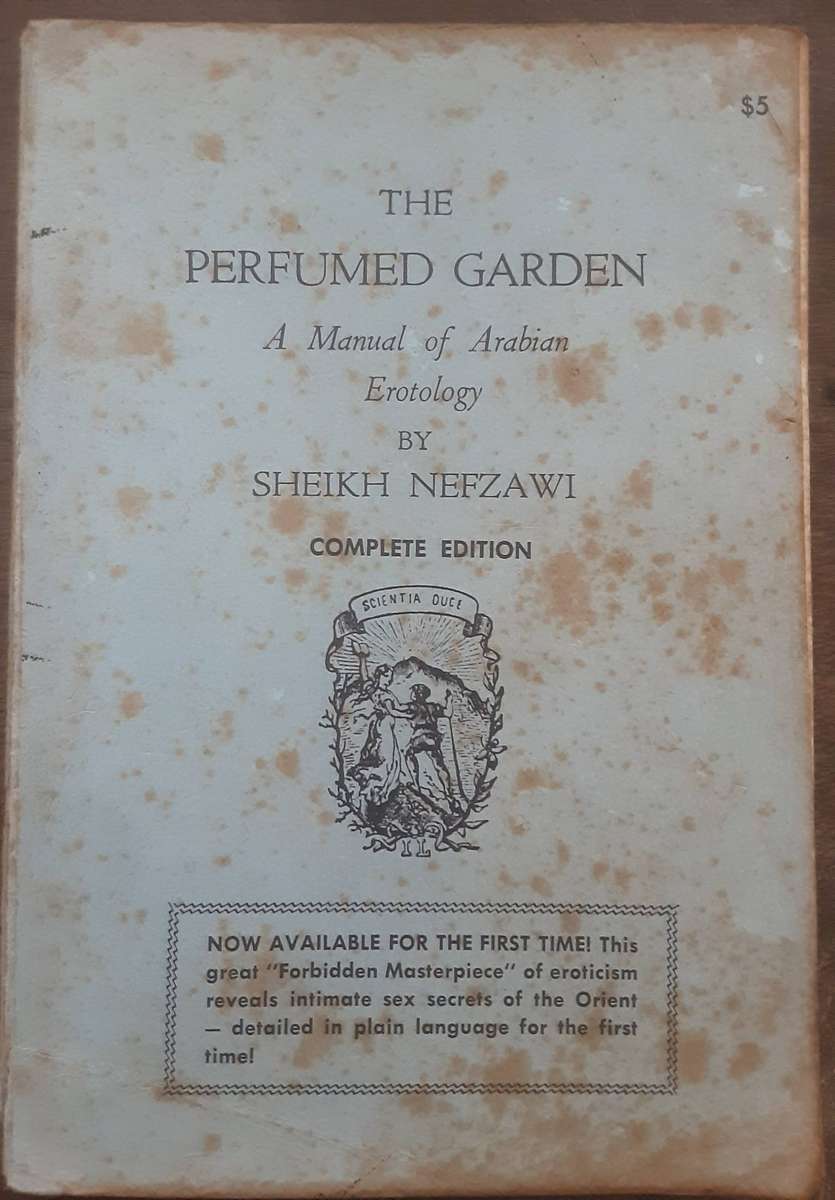 $5
THE
PERFUMED GARDEN
A Manual of Arabian
Erotology
BY
SHEIKH NEFZAWI
COMPLETE EDITION
SCIENTIA DUCE
IL
NOW AVAILABLE FOR THE FIRST TIME! This
great "Forbidden Masterpiece" of eroticism
reveals intimate sex secrets of the Orient
— detailed in plain language for the first
time!